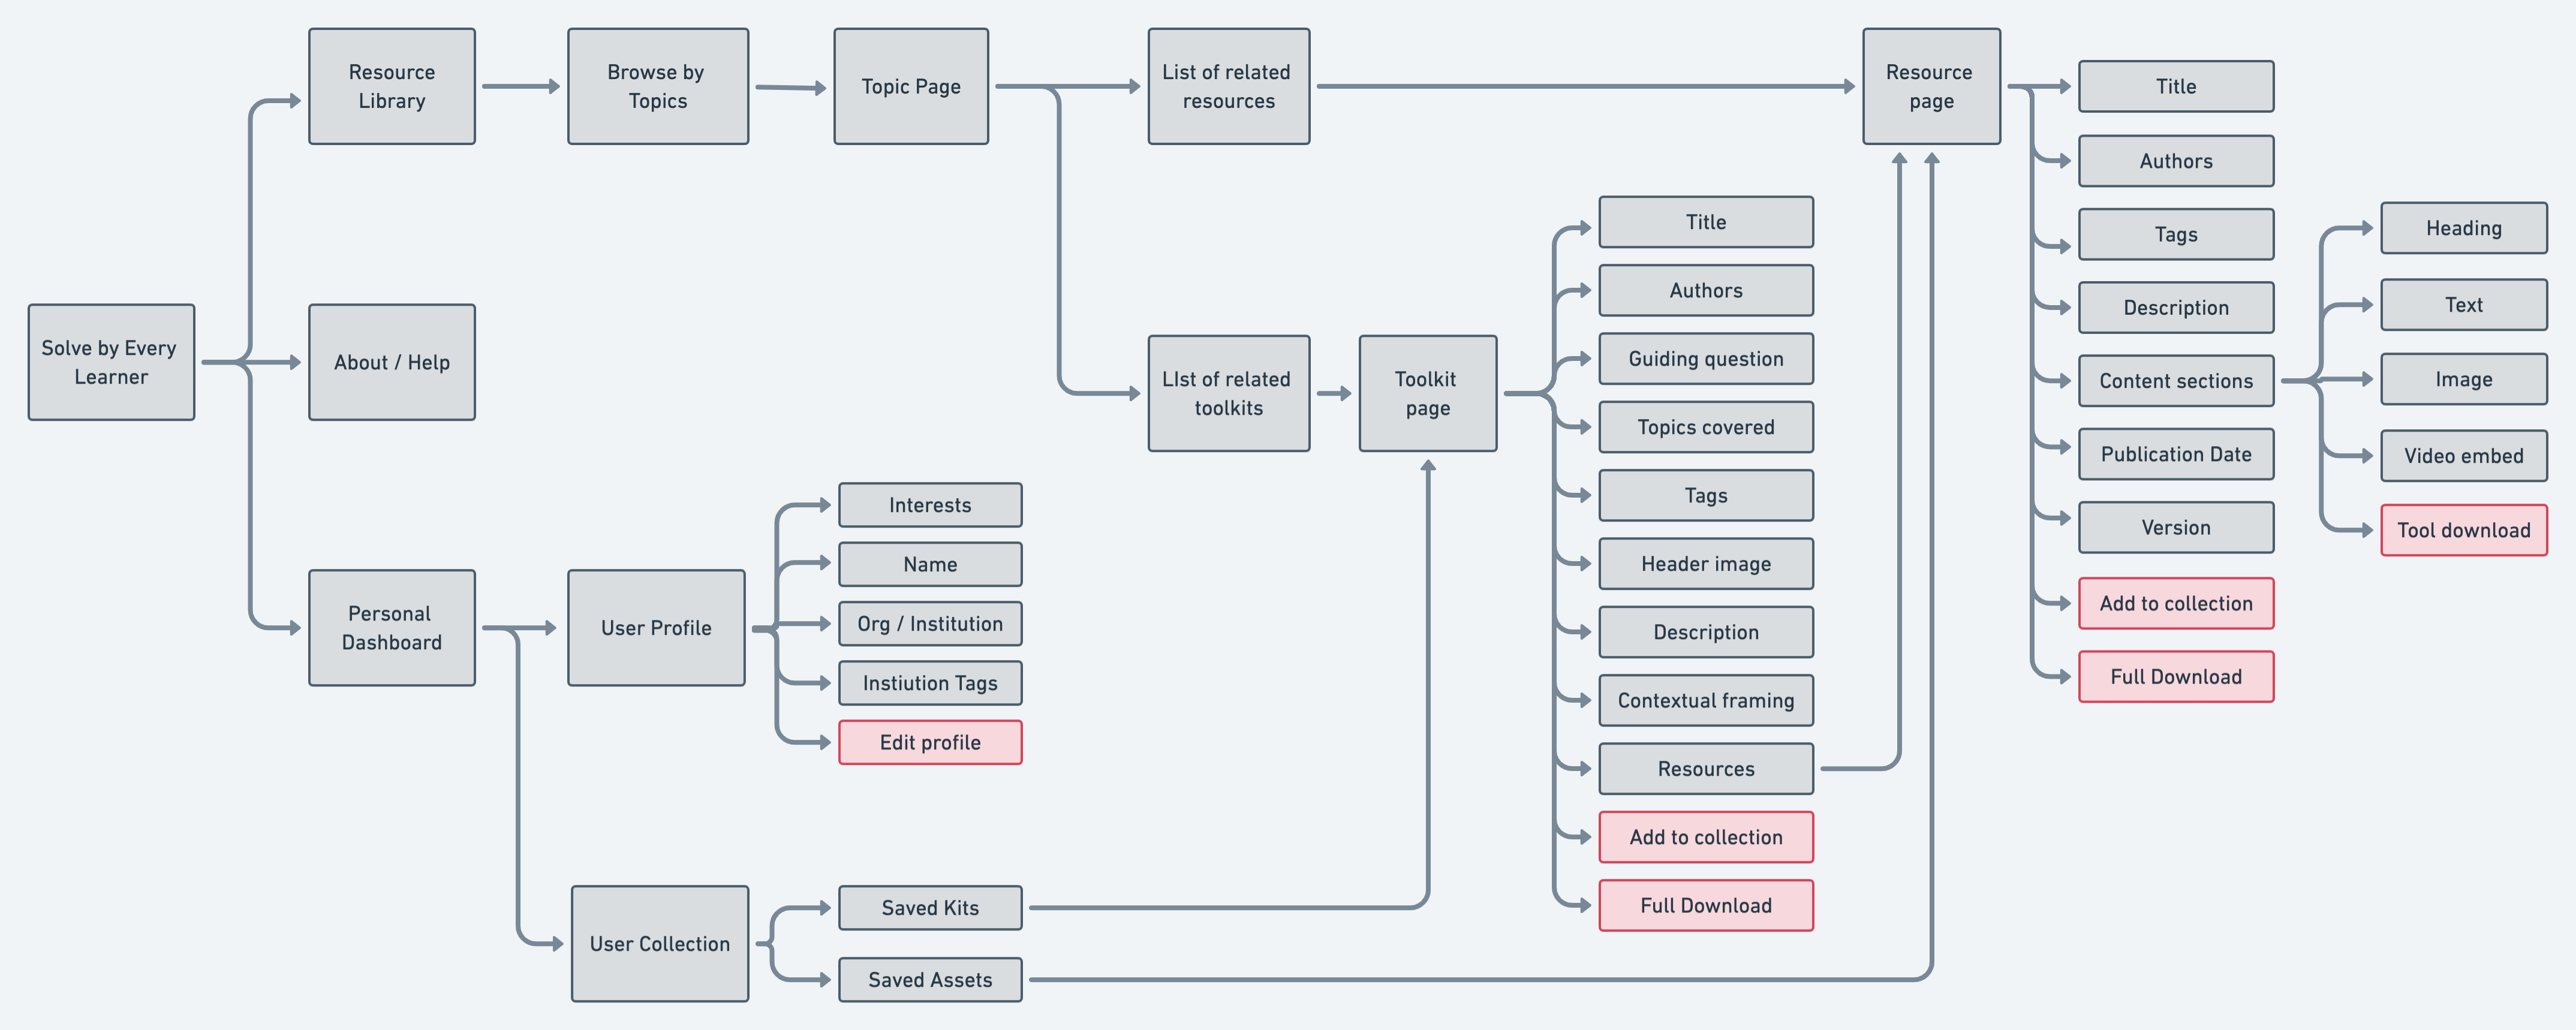 Solve by Every
Learner
Resource
Library
About / Help
Personal
Dashboard
Browse by
Topics
Topic Page
List of related
resources
LIst of related
toolkits
Toolkit
page
User Profile
Interests
Name
Org / Institution
Instiution Tags
Edit profile
User Collection
Saved Kits
Saved Assets
Title
Authors
Guiding question
Topics covered
Tags
Header image
Description
Contextual framing
Resources
Add to collection
Full Download
Resource
page
Title
Authors
Tags
Description
Content sections
Publication Date
Version
Add to collection
Full Download
Heading
Text
Image
Video embed
Tool download